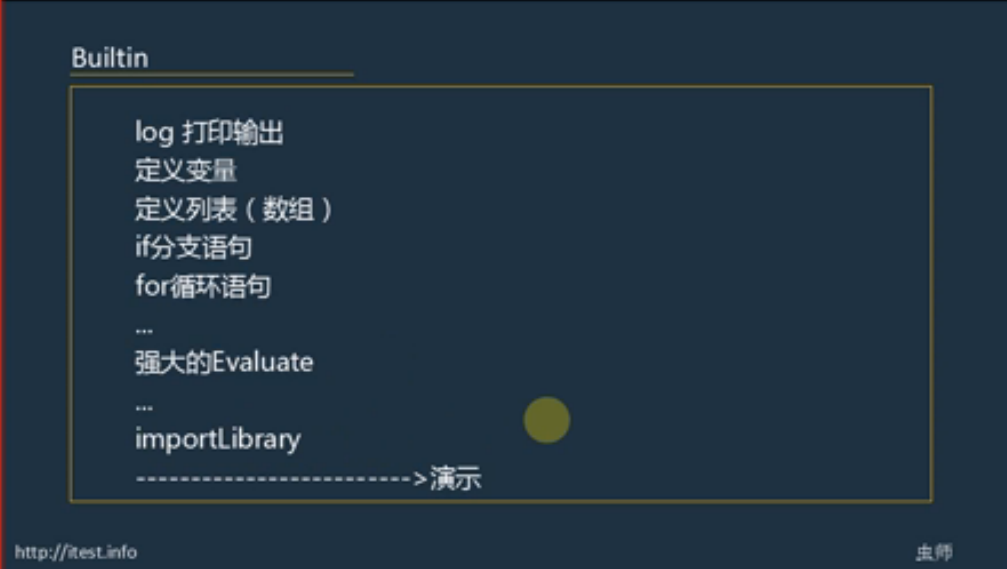 Builtin
log 打印输出
定义变量
定义列表（数组）
if分支语句
for循环语句
...
强大的Evaluate
...
importLibrary
------------------------->演示
http://itest.info
虫师